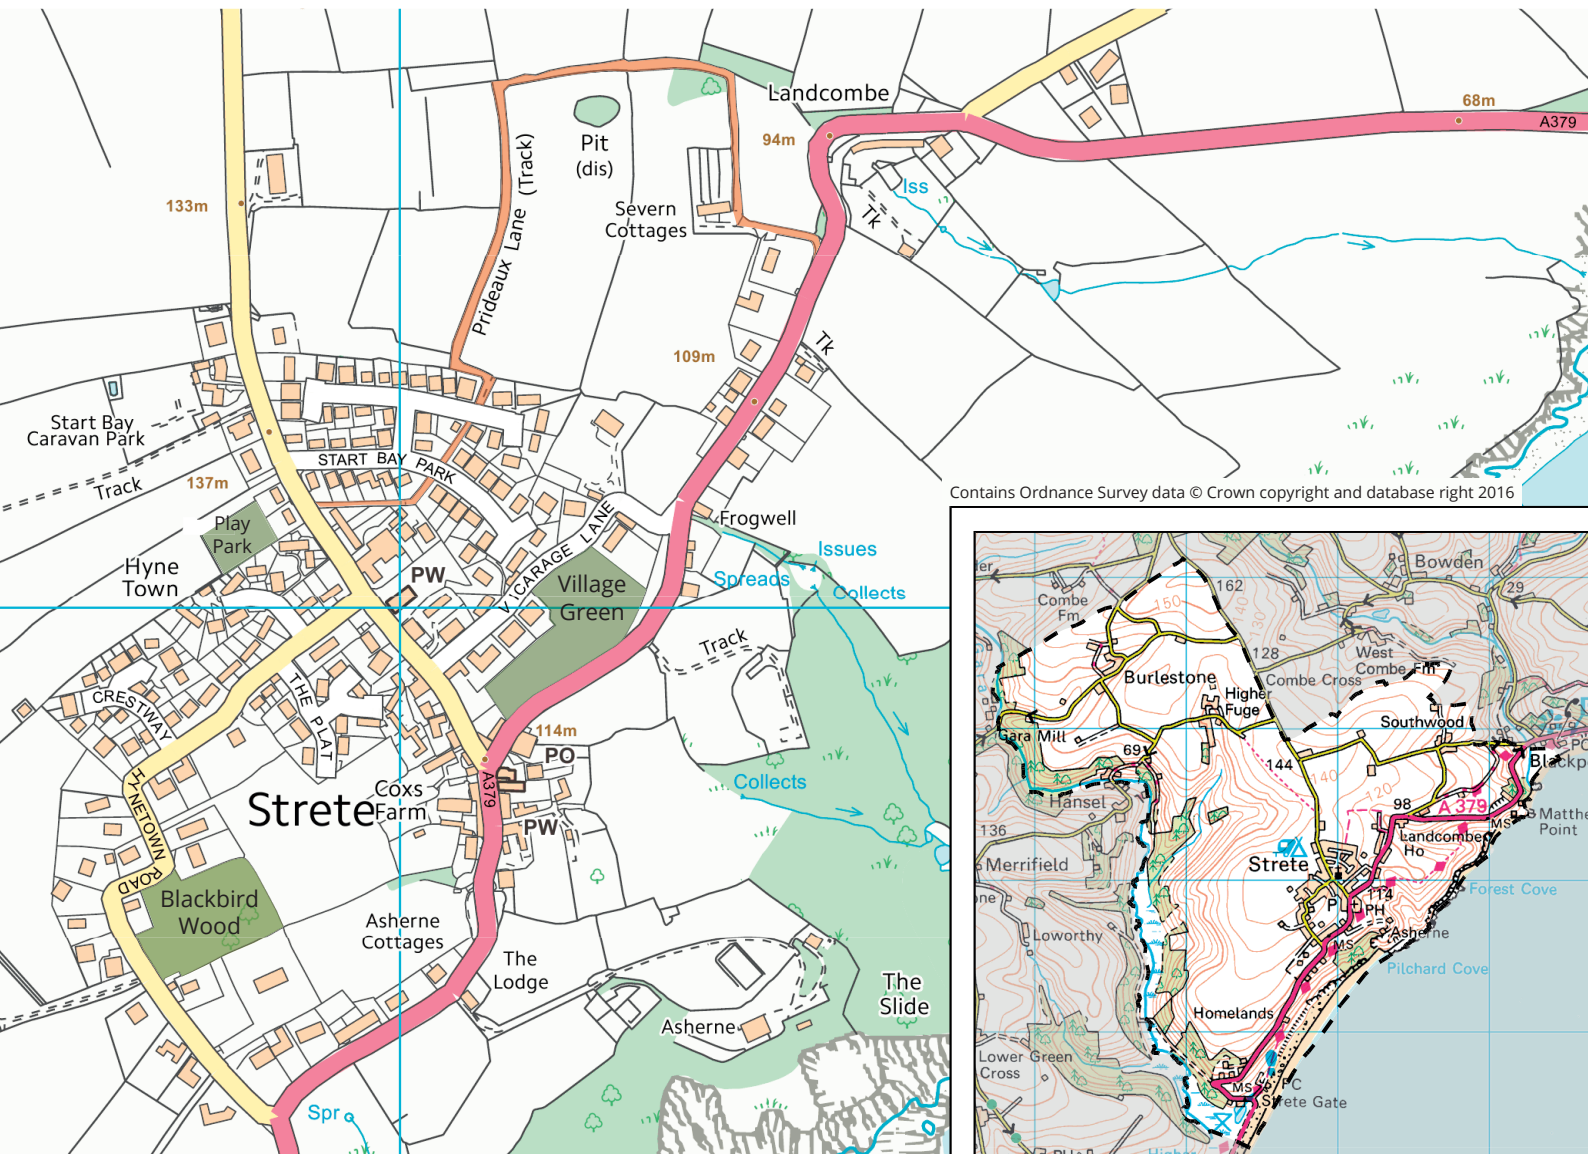 Landcombe
68m
A379
94m
Pit
(dis)
Prideaux Lane (Track)
Iss
Tk
133m
Severn
Cottages
Tk
109m
Start Bay
Caravan Park
START BAY PARK
Track
137m
Contains Ordnance Survey data © Crown copyright and database right 2016
Play
Park
Frogwell
Issues
Hyne
Town
PW
VICARAGE LANE
Village
Green
Spreads
Collects
Track
CRESTWAY
THE PLAT
114m
PO
A379
Collects
HYNETOWN ROAD
Strete
Coxs
Farm
PW
Blackbird
Wood
Asherne
Cottages
The
Lodge
The
Slide
Asherne
Spr
Combe
Fm
162
150
140
130
Bowden
29
128
West
Combe Fm
Combe Cross
Burlestone
Higher
Fuge
Southwood
Gara Mill
69
144
140
120
Hansel
98
A 379
MS
Matthe
Point
136
Merrifield
Landcombe
Ho
Strete
Forest Cove
114
P
PH
Loworthy
MS
Asherne
Pilchard Cove
Homelands
Lower Green
Cross
MS
PC
Strete Gate
Higher